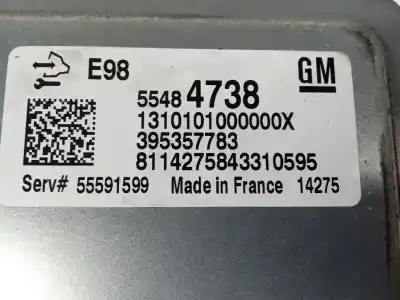 E98
GM
5548 4738
1310101000000X
395357783
8114275843310595
Serv# 55591599 Made in France 14275